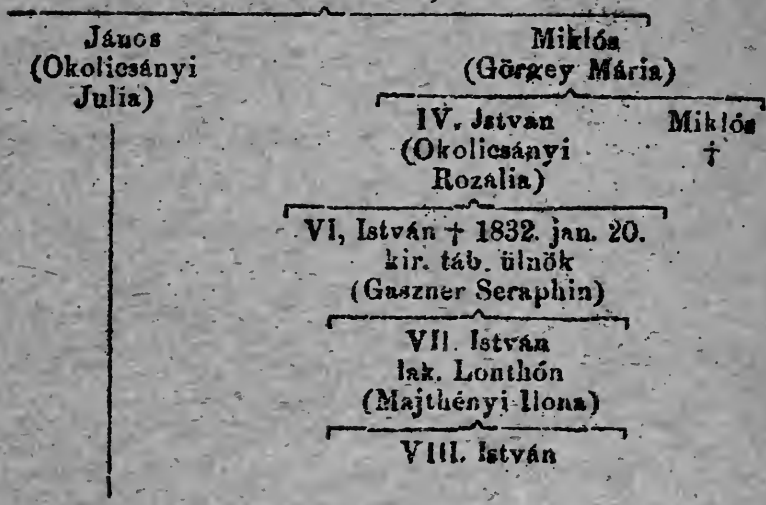 János
(Okolicsányi
Julia)
Miklós
(Görgey Mária)
IV. István
(Okolicsányi
Rozália)
Miklós
†
VI, István † 1832. jan. 20.
kir. táb. ülnök
(Gaszner Seraphin)
VII. István
lak. Lonthón
(Majthényi Ilona)
VIII. István